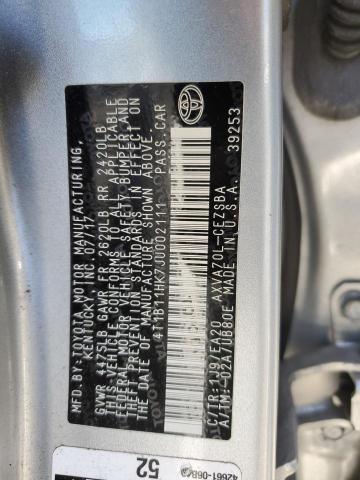 MFD.BY:TOYOTA MOTOR MANUFACTURING,
KENTUCKY, INC. 07/17
GVWR 4475LB GAWR FR 2620LB RR 2420LB
THIS VEHICLE CONFORMS TO ALL APPLICABLE
FEDERAL MOTOR VEHICLE SAFETY, BUMPER, AND
THEFT PREVENTION STANDARDS IN EFFECT ON
THE DATE OF MANUFACTURE SHOWN ABOVE.
4T1B11HK7JU002111 PASS.CAR
C/TR: 1J9/FA20 AXVA70L-CEZSBA
A/TM: -02A/UB80E MADE IN U.S.A. 39253
42661-06
52